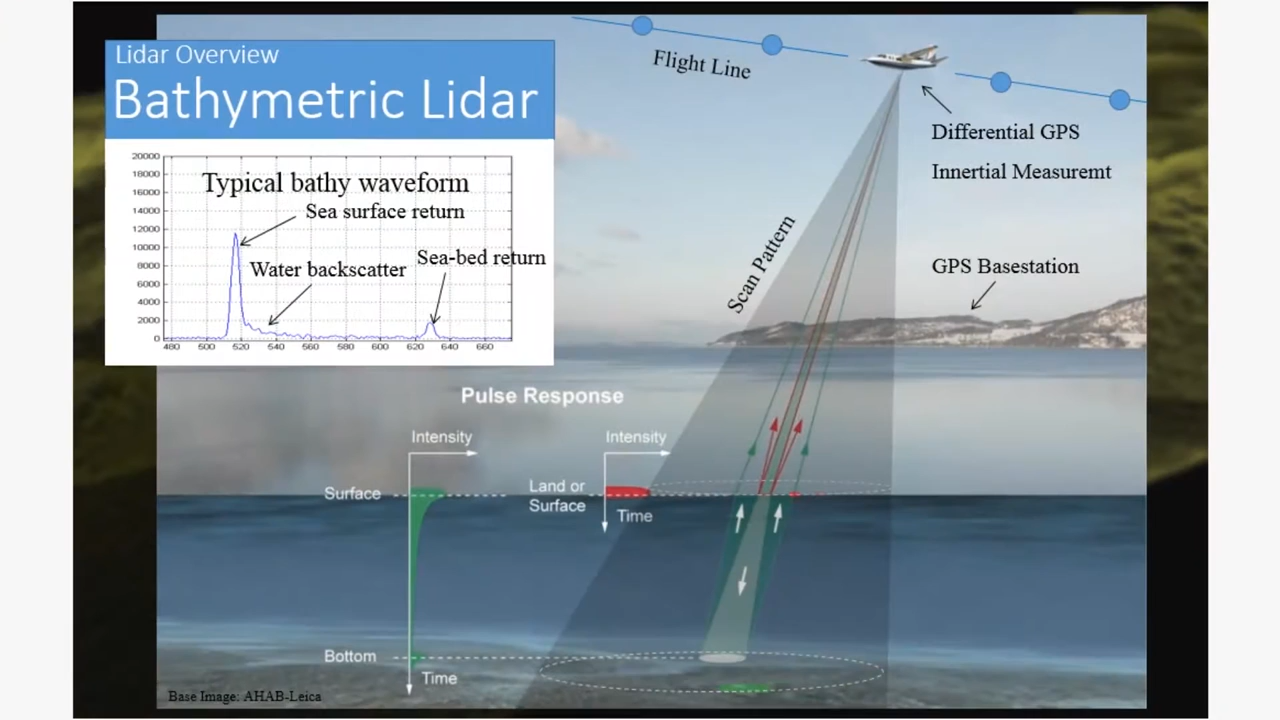 Lidar Overview
Bathymetric Lidar
Flight Line
Differential GPS
Innertial Measuremt
GPS Basestation
Scan Pattern
Typical bathy waveform
Sea surface return
Sea-bed return
Water backscatter
20000
18000
16000
14000
12000
10000
8000
6000
4000
2000
0
480 500 520 540 560 580 600 620 640 660
Pulse Response
Intensity
Surface
Bottom
Time
Intensity
Land or
Surface
Time
Base Image: AHAB-Leica